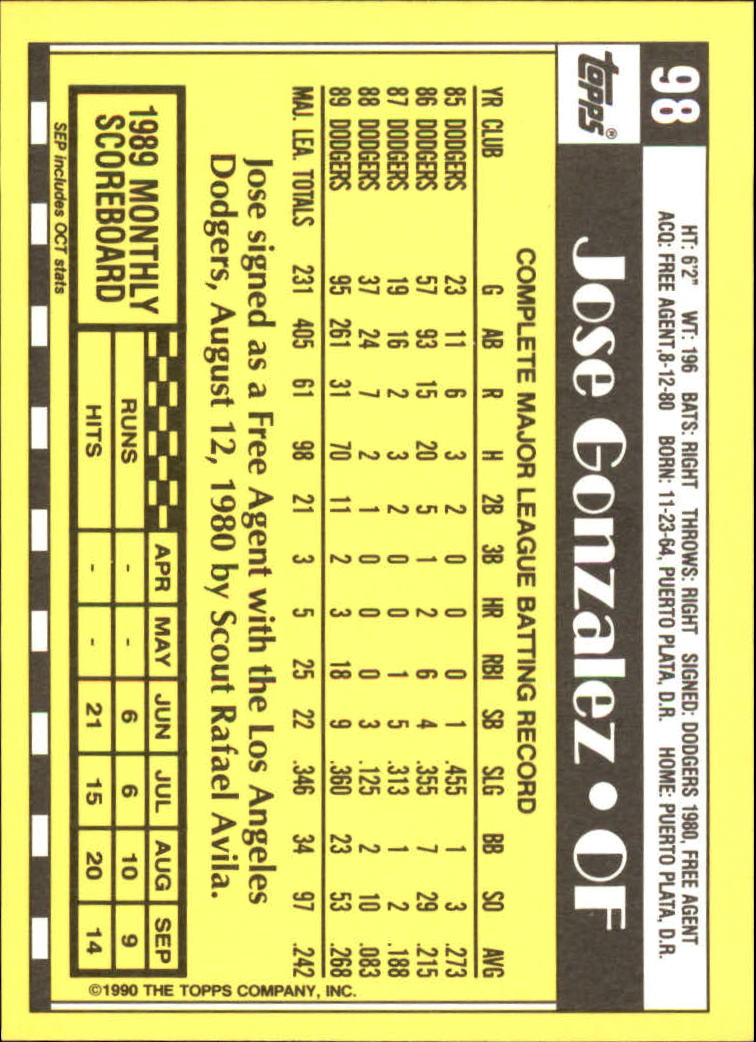 98
HT: 6'2" WT: 196 BATS: RIGHT THROWS: RIGHT SIGNED: DODGERS 1980, FREE AGENT
ACQ: FREE AGENT,8-12-80 BORN: 11-23-64, PUERTO PLATA, D.R. HOME: PUERTO PLATA, D.R.
topps®
Jose Gonzalez • OF
COMPLETE MAJOR LEAGUE BATTING RECORD
YR CLUB G AB R H 2B 3B HR RBI SB SLG BB SO AVG
85 DODGERS 23 11 6 3 2 0 0 0 1 .455 1 3 .273
86 DODGERS 57 93 15 20 5 1 2 6 4 .355 7 29 .215
87 DODGERS 19 16 2 3 2 0 0 1 5 .313 1 2 .188
88 DODGERS 37 24 7 2 1 0 0 0 3 .125 2 10 .083
89 DODGERS 95 261 31 70 11 2 3 18 9 .360 23 53 .268
MAJ. LEA. TOTALS 231 405 61 98 21 3 5 25 22 .346 34 97 .242
Jose signed as a Free Agent with the Los Angeles
Dodgers, August 12, 1980 by Scout Rafael Avila.
1989 MONTHLY
SCOREBOARD
APR MAY JUN JUL AUG SEP
RUNS - - 6 6 10 9
HITS - - 21 15 20 14
SEP includes OCT stats
©1990 THE TOPPS COMPANY, INC.